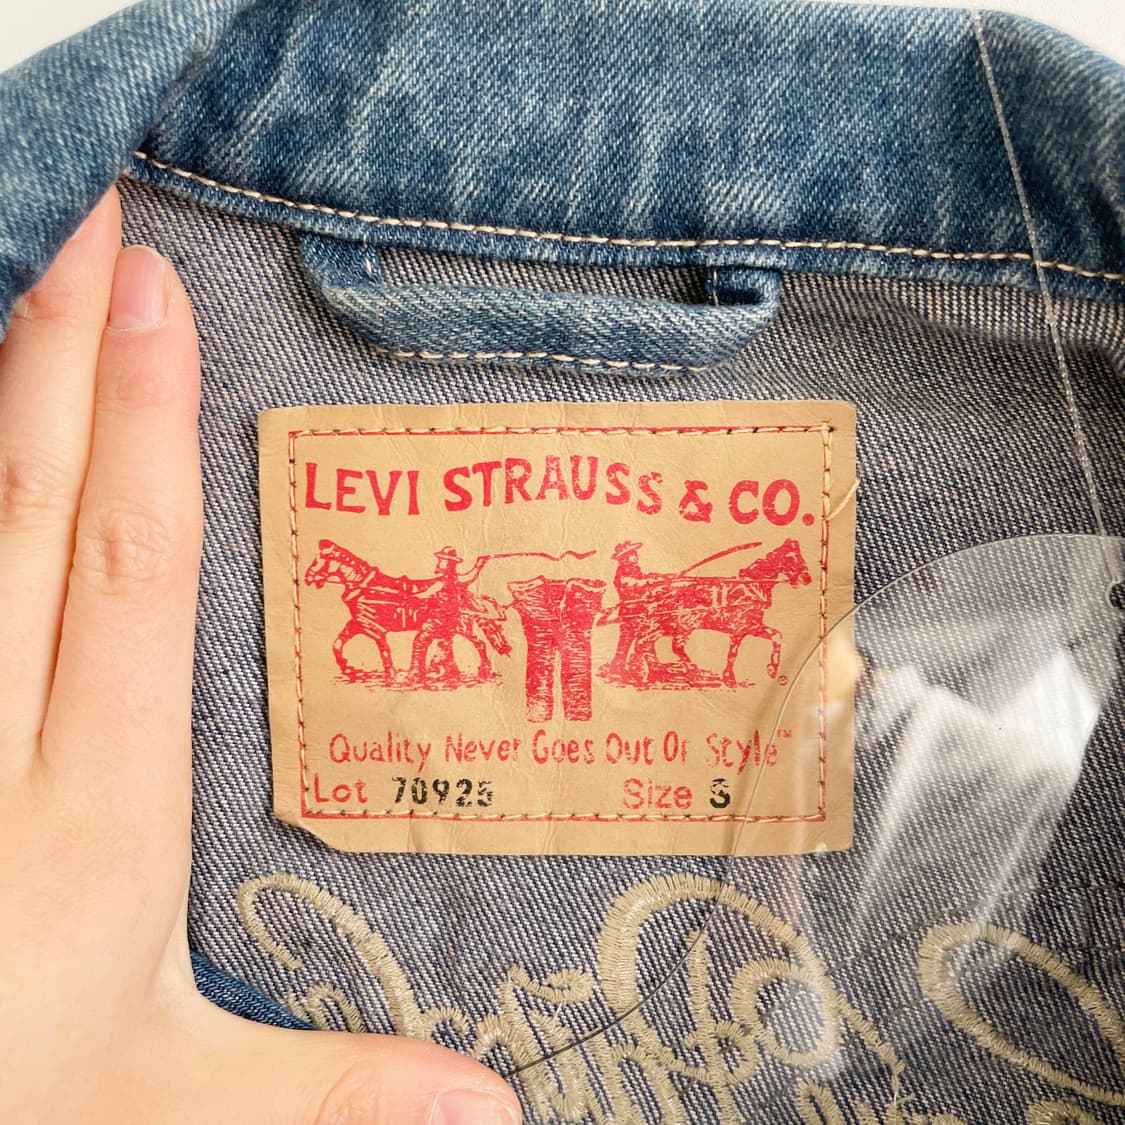 LEVI STRAUSS & CO.
®
Quality Never Goes Out Of Style™
Lot 70925 Size S